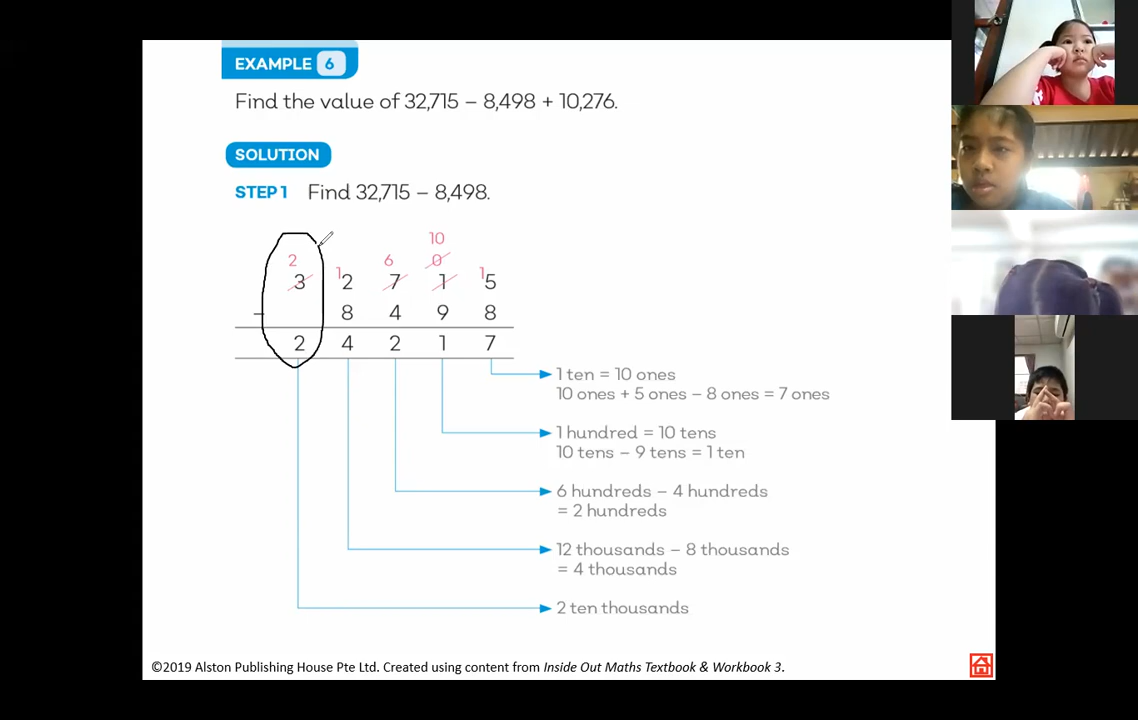 EXAMPLE 6
Find the value of 32,715 – 8,498 + 10,276.
SOLUTION
STEP 1 Find 32,715 – 8,498.
10
2 6 0
3 12 7 1 15
– 8 4 9 8
2 4 2 1 7
1 ten = 10 ones
10 ones + 5 ones – 8 ones = 7 ones
1 hundred = 10 tens
10 tens – 9 tens = 1 ten
6 hundreds – 4 hundreds
= 2 hundreds
12 thousands – 8 thousands
= 4 thousands
2 ten thousands
©2019 Alston Publishing House Pte Ltd. Created using content from Inside Out Maths Textbook & Workbook 3.